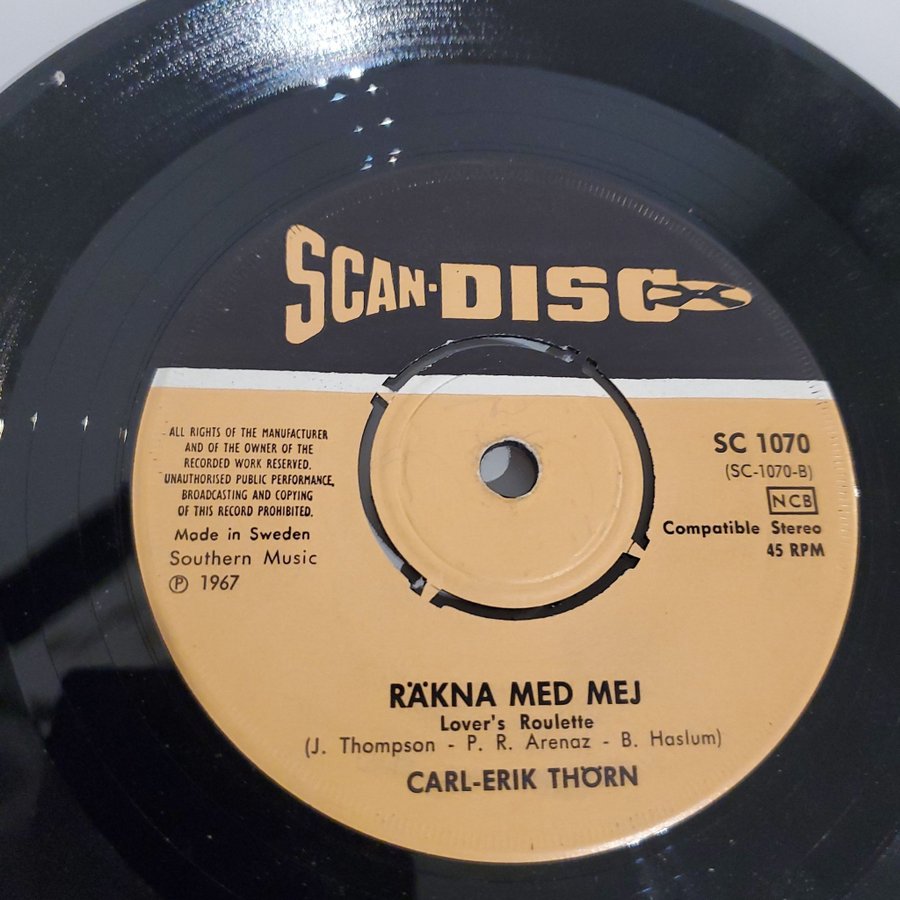 SCAN-DISC
ALL RIGHTS OF THE MANUFACTURER
AND OF THE OWNER OF THE
RECORDED WORK RESERVED.
UNAUTHORISED PUBLIC PERFORMANCE,
BROADCASTING AND COPYING
OF THIS RECORD PROHIBITED.
Made in Sweden
Southern Music
Ⓟ 1967
SC 1070
(SC-1070-B)
NCB
Compatible Stereo
45 RPM
RÄKNA MED MEJ
Lover's Roulette
(J. Thompson - P. R. Arenaz - B. Haslum)
CARL-ERIK THÖRN